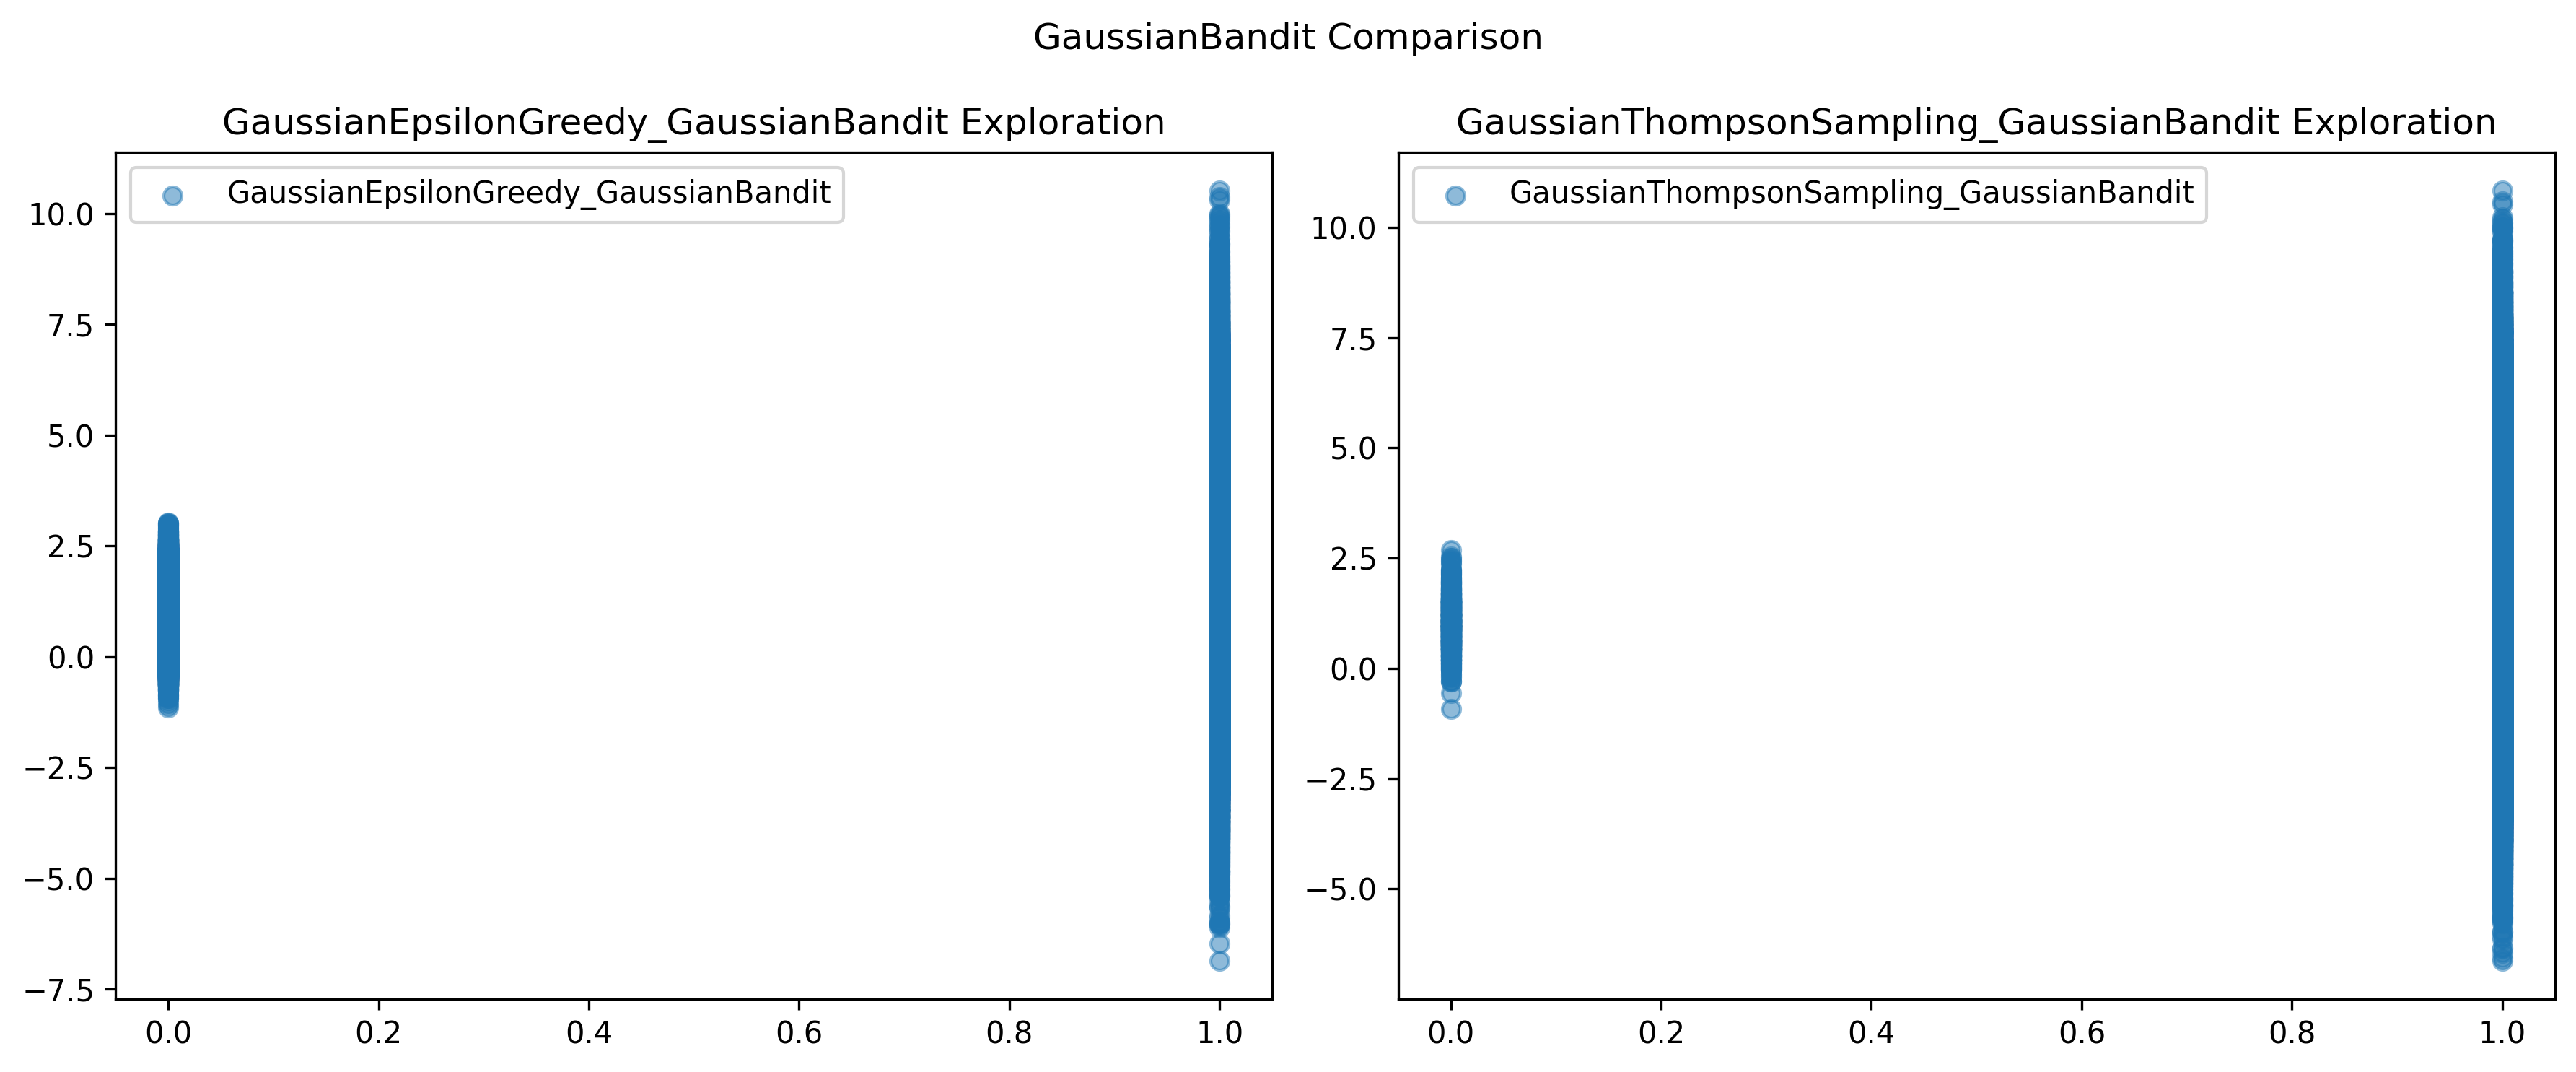 GaussianBandit Comparison
GaussianEpsilonGreedy_GaussianBandit Exploration
GaussianEpsilonGreedy_GaussianBandit
10.0
7.5
5.0
2.5
0.0
−2.5
−5.0
−7.5
0.0 0.2 0.4 0.6 0.8 1.0
GaussianThompsonSampling_GaussianBandit Exploration
GaussianThompsonSampling_GaussianBandit
10.0
7.5
5.0
2.5
0.0
−2.5
−5.0
0.0 0.2 0.4 0.6 0.8 1.0